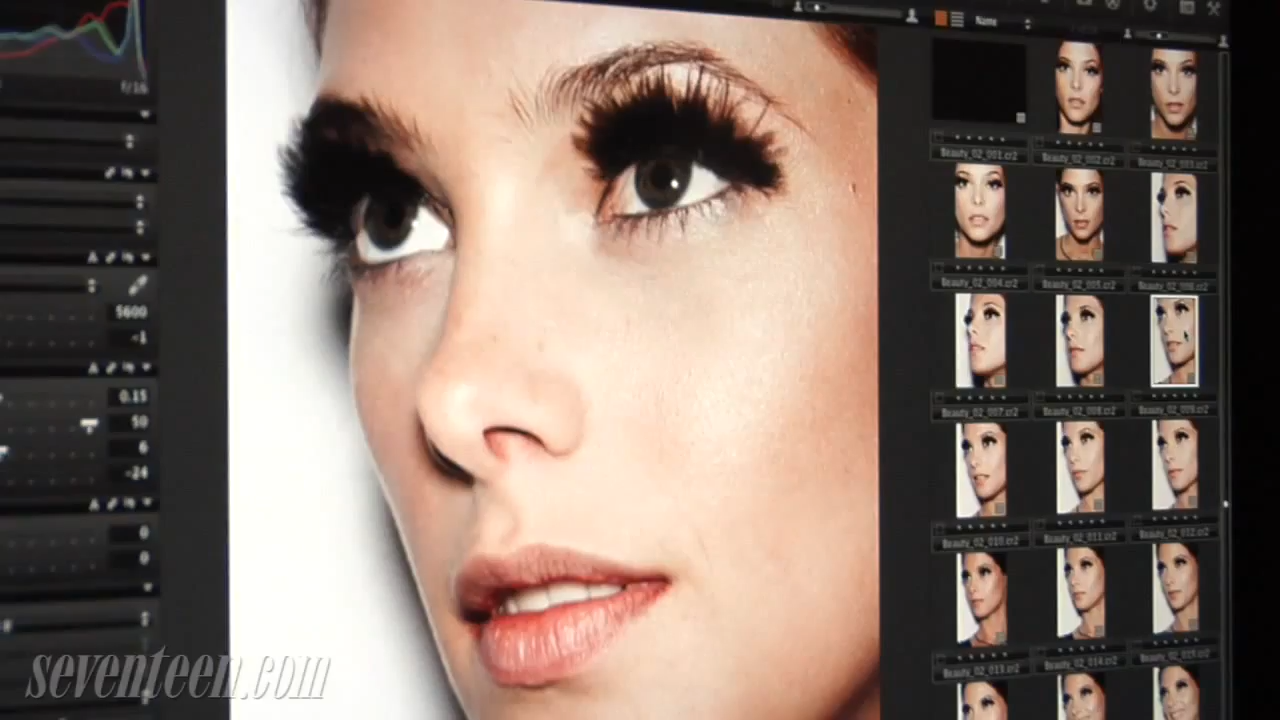 f/16
Name
Beauty_02_001.cr2 Beauty_02_002.cr2 Beauty_02_003.cr2
Beauty_02_004.cr2 Beauty_02_005.cr2 Beauty_02_006.cr2
5600
-1
0.15
50
6
-24
Beauty_02_007.cr2 Beauty_02_008.cr2 Beauty_02_009.cr2
Beauty_02_010.cr2 Beauty_02_011.cr2 Beauty_02_012.cr2
0
0
Beauty_02_013.cr2 Beauty_02_014.cr2 Beauty_02_015.cr2
seventeen.com